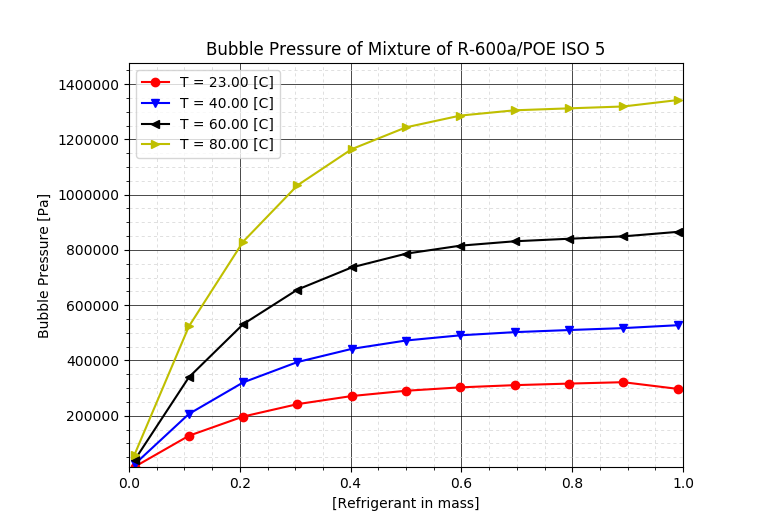 Bubble Pressure of Mixture of R-600a/POE ISO 5
T = 23.00 [C]
T = 40.00 [C]
T = 60.00 [C]
T = 80.00 [C]
Bubble Pressure [Pa]
1400000
1200000
1000000
800000
600000
400000
200000
0.0 0.2 0.4 0.6 0.8 1.0
[Refrigerant in mass]